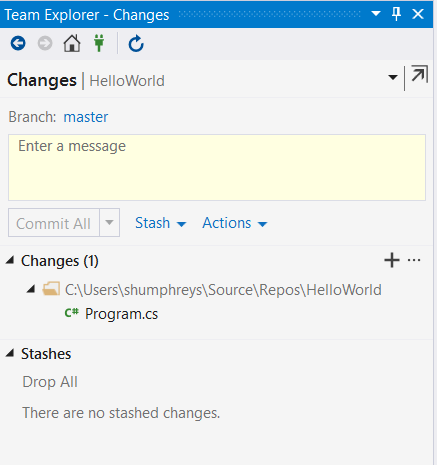 Team Explorer - Changes
Changes | HelloWorld
Branch: master
Enter a message
Commit All Stash Actions
Changes (1)
C:\Users\shumphreys\Source\Repos\HelloWorld
C# Program.cs
Stashes
Drop All
There are no stashed changes.